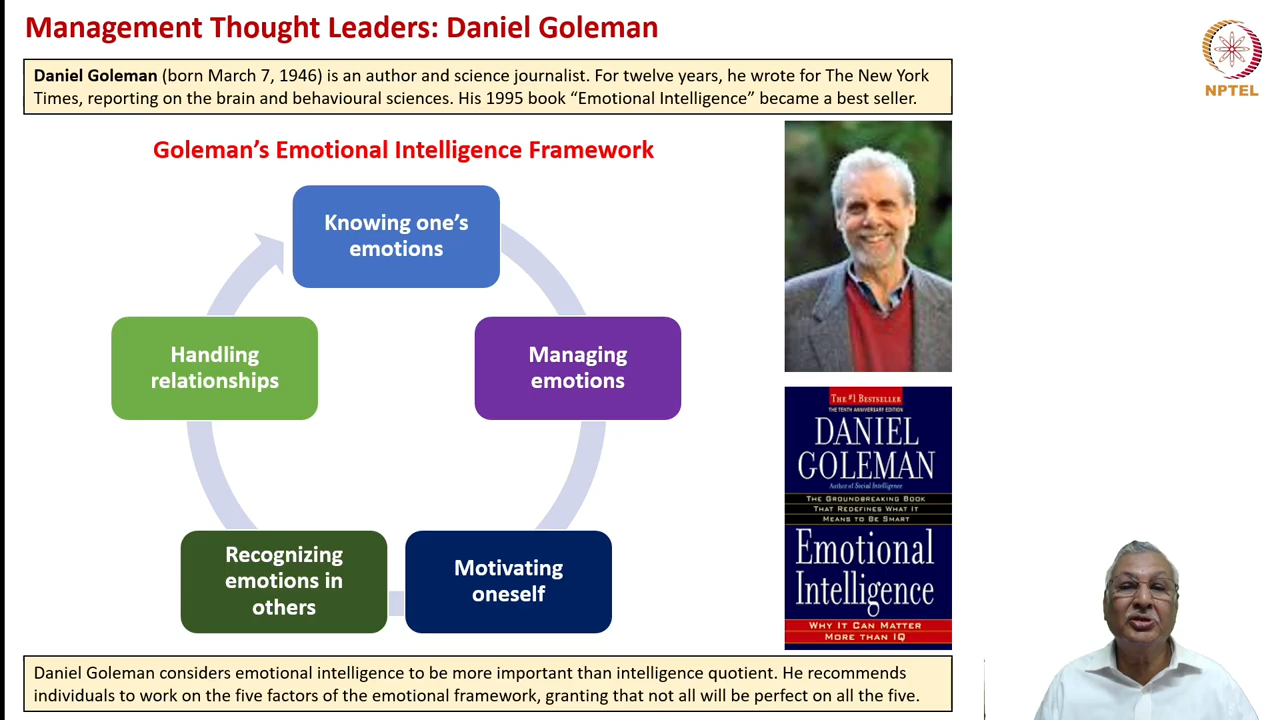 Management Thought Leaders: Daniel Goleman
NPTEL
Daniel Goleman (born March 7, 1946) is an author and science journalist. For twelve years, he wrote for The New York
Times, reporting on the brain and behavioural sciences. His 1995 book “Emotional Intelligence” became a best seller.
Goleman’s Emotional Intelligence Framework
Knowing one’s
emotions
Managing
emotions
Motivating
oneself
Recognizing
emotions in
others
Handling
relationships
THE #1 BESTSELLER
THE TENTH ANNIVERSARY EDITION
DANIEL
GOLEMAN
Author of Social Intelligence
THE GROUNDBREAKING BOOK
THAT REDEFINES WHAT IT
MEANS TO BE SMART
Emotional
Intelligence
WHY IT CAN MATTER
MORE THAN IQ
Daniel Goleman considers emotional intelligence to be more important than intelligence quotient. He recommends
individuals to work on the five factors of the emotional framework, granting that not all will be perfect on all the five.